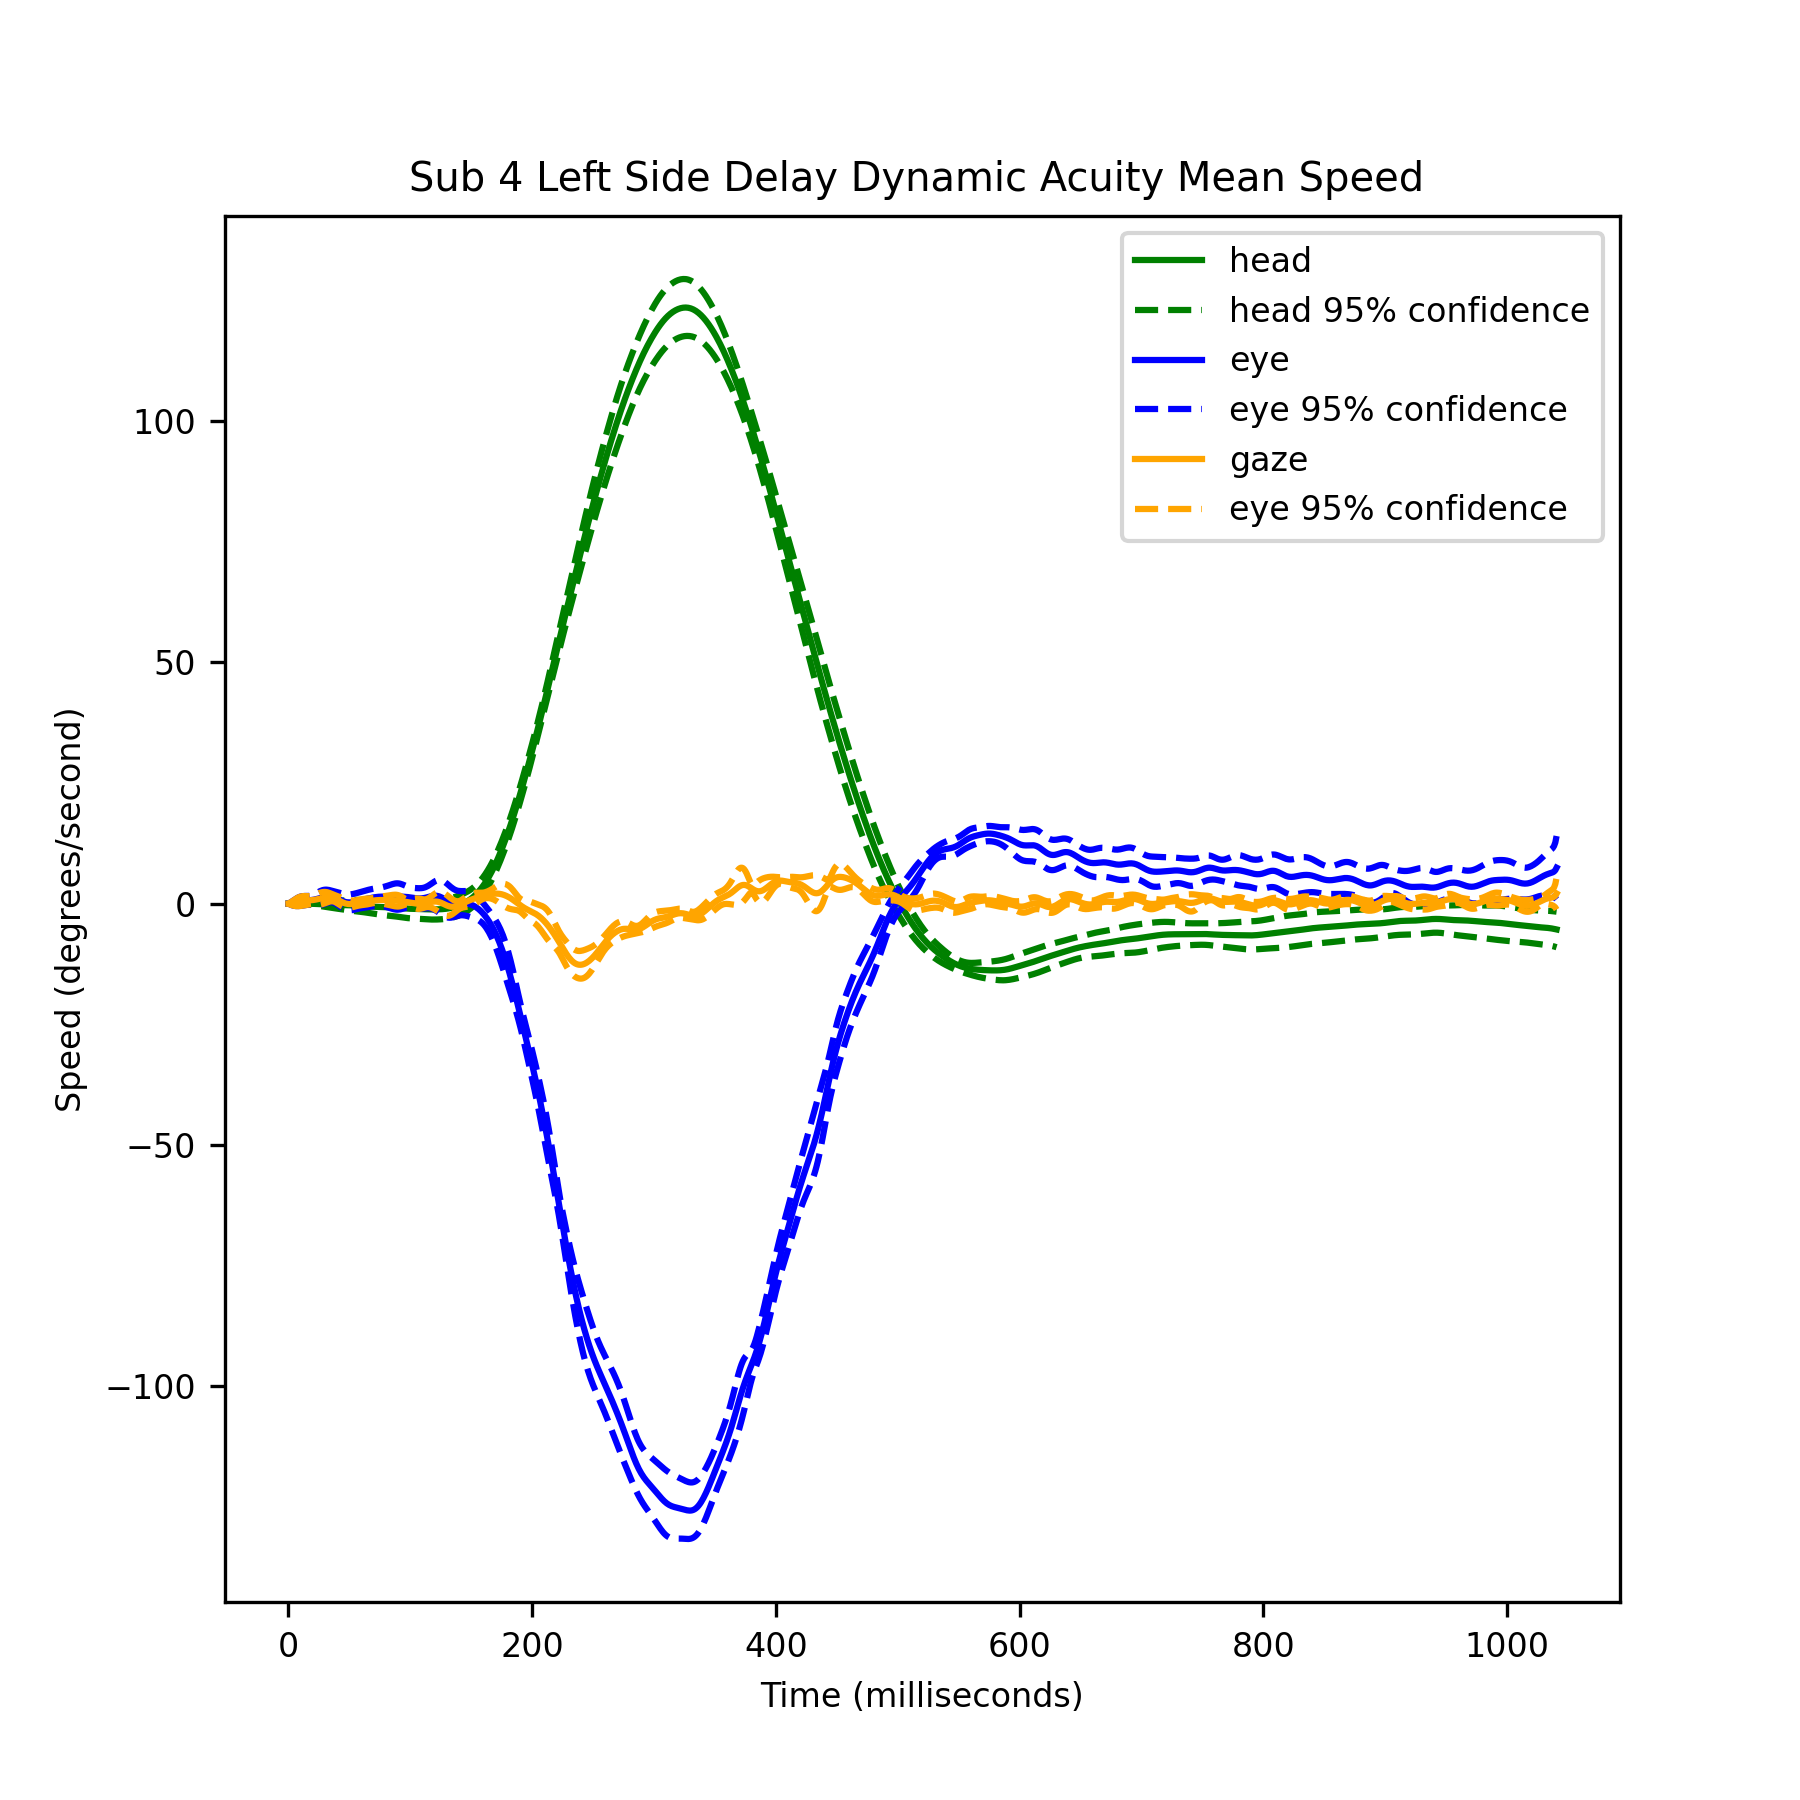 Sub 4 Left Side Delay Dynamic Acuity Mean Speed
head
head 95% confidence
eye
eye 95% confidence
gaze
eye 95% confidence
100
50
0
−50
−100
Speed (degrees/second)
0 200 400 600 800 1000
Time (milliseconds)